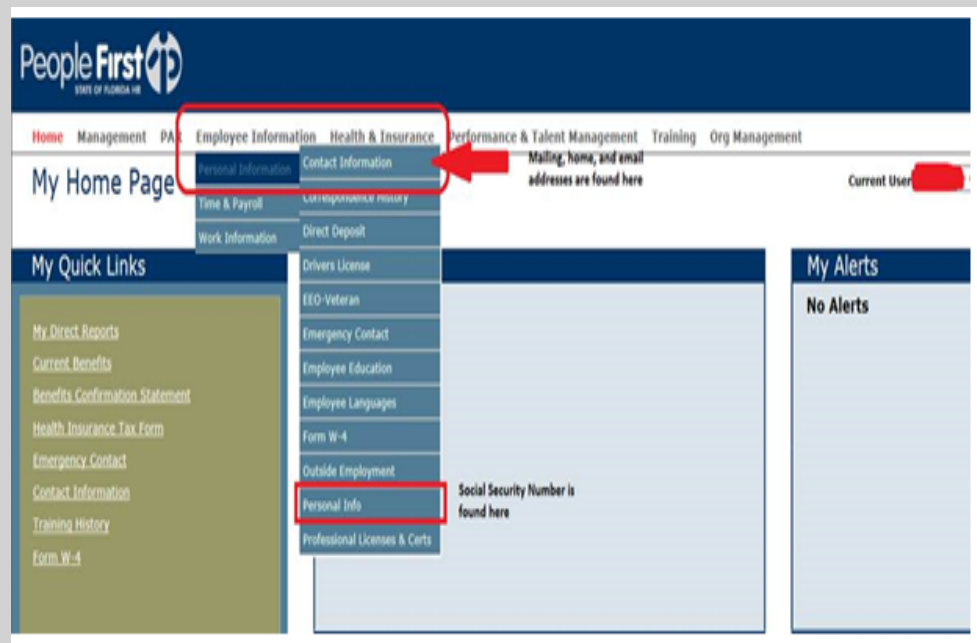 People First
STATE OF FLORIDA HR
Home Management PAR Employee Information Health & Insurance Performance & Talent Management Training Org Management
My Home Page
Personal Information
Time & Payroll
Work Information
Contact Information
Correspondence History
Direct Deposit
Drivers License
EEO-Veteran
Emergency Contact
Employee Education
Employee Languages
Form W-4
Outside Employment
Personal Info
Professional Licenses & Certs
Mailing, home, and email
addresses are found here
Current User
My Quick Links
My Direct Reports
Current Benefits
Benefits Confirmation Statement
Health Insurance Tax Form
Emergency Contact
Contact Information
Training History
Form W-4
Social Security Number is
found here
My Alerts
No Alerts